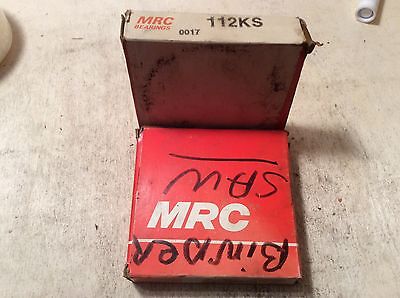 MRC
BEARINGS
0017
112KS
SAW
MRC
BinDeR